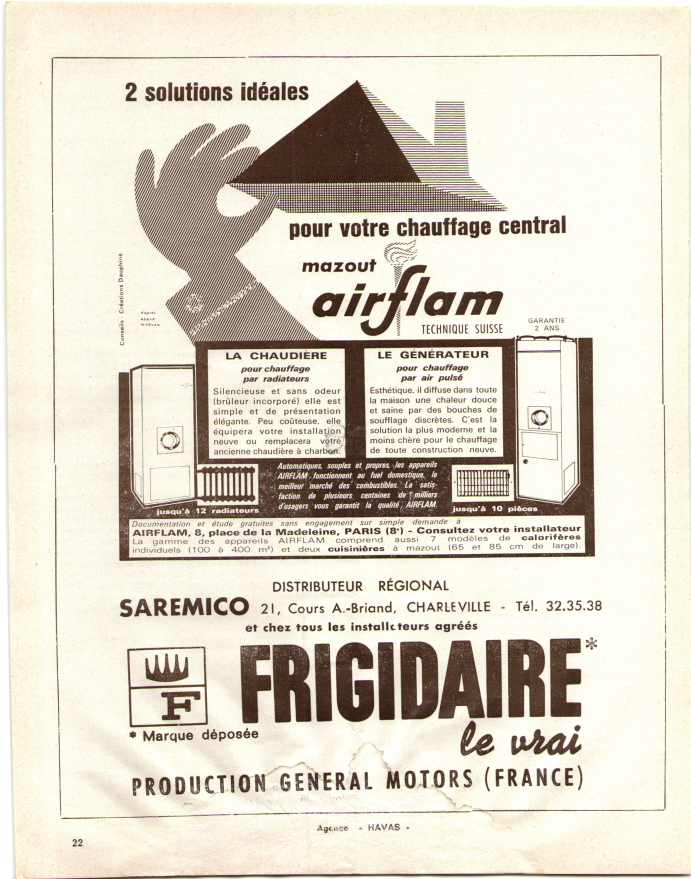 2 solutions idéales
pour votre chauffage central
mazout
airflam
TECHNIQUE SUISSE
GARANTIE
2 ANS
Conseils Créations Dauphiné
d'après
HERVÉ
MORVAN
LA CHAUDIÈRE
pour chauffage
par radiateurs
Silencieuse et sans odeur
(brûleur incorporé) elle est
simple et de présentation
élégante. Peu coûteuse, elle
équipera votre installation
neuve ou remplacera votre
ancienne chaudière à charbon.
LE GÉNÉRATEUR
pour chauffage
par air pulsé
Esthétique, il diffuse dans toute
la maison une chaleur douce
et saine par des bouches de
soufflage discrètes. C'est la
solution la plus moderne et la
moins chère pour le chauffage
de toute construction neuve.
Automatiques, souples et propres, les appareils
AIRFLAM fonctionnent au fuel domestique, le
meilleur marché des combustibles. La satis-
faction de plusieurs centaines de milliers
d'usagers vous garantit la qualité AIRFLAM.
jusqu'à 12 radiateurs
jusqu'à 10 pièces
Documentation et étude gratuites sans engagement sur simple demande à
AIRFLAM, 8, place de la Madeleine, PARIS (8e) - Consultez votre installateur
La gamme des appareils AIRFLAM comprend aussi 7 modèles de calorifères
individuels (100 à 400 m³) et deux cuisinières à mazout (65 et 85 cm de large).
DISTRIBUTEUR RÉGIONAL
SAREMICO 21, Cours A.-Briand, CHARLEVILLE - Tél. 32.35.38
et chez tous les installateurs agréés
F
FRIGIDAIRE*
* Marque déposée
le vrai
PRODUCTION GENERAL MOTORS (FRANCE)
Agence - HAVAS -
22